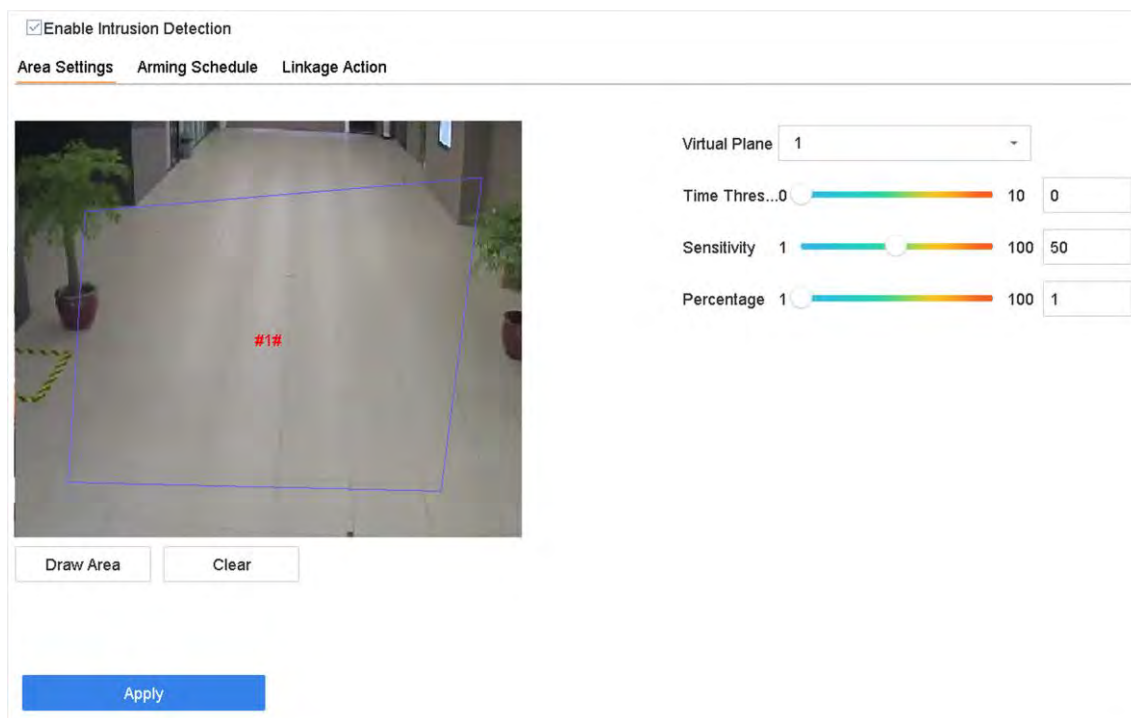 Enable Intrusion Detection
Area Settings Arming Schedule Linkage Action
Virtual Plane 1
Time Thres...0 10 0
Sensitivity 1 100 50
Percentage 1 100 1
#1#
Draw Area Clear
Apply